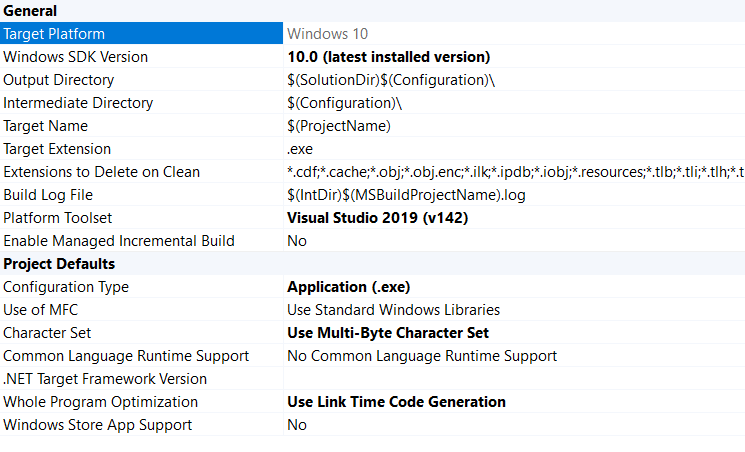 General
Target Platform Windows 10
Windows SDK Version 10.0 (latest installed version)
Output Directory $(SolutionDir)$(Configuration)\
Intermediate Directory $(Configuration)\
Target Name $(ProjectName)
Target Extension .exe
Extensions to Delete on Clean *.cdf;*.cache;*.obj;*.obj.enc;*.ilk;*.ipdb;*.iobj;*.resources;*.tlb;*.tli;*.tlh;*.t
Build Log File $(IntDir)$(MSBuildProjectName).log
Platform Toolset Visual Studio 2019 (v142)
Enable Managed Incremental Build No
Project Defaults
Configuration Type Application (.exe)
Use of MFC Use Standard Windows Libraries
Character Set Use Multi-Byte Character Set
Common Language Runtime Support No Common Language Runtime Support
.NET Target Framework Version
Whole Program Optimization Use Link Time Code Generation
Windows Store App Support No